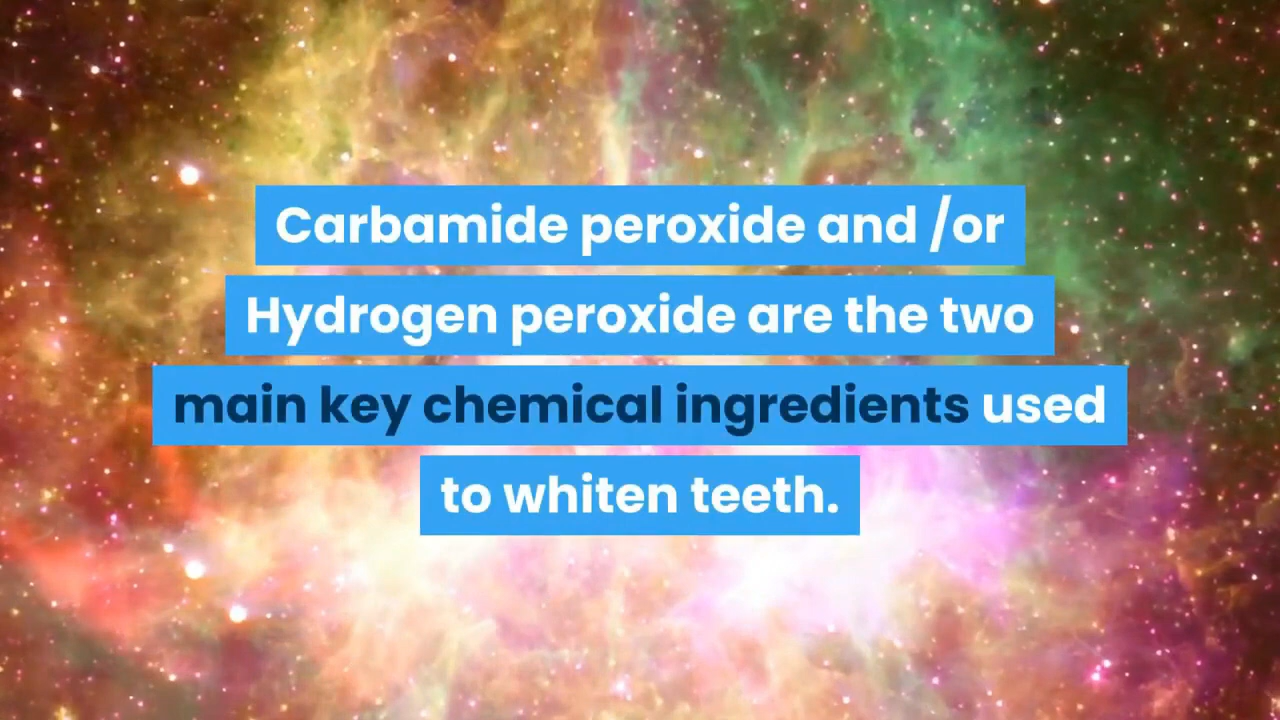 Carbamide peroxide and /or
Hydrogen peroxide are the two
main key chemical ingredients used
to whiten teeth.